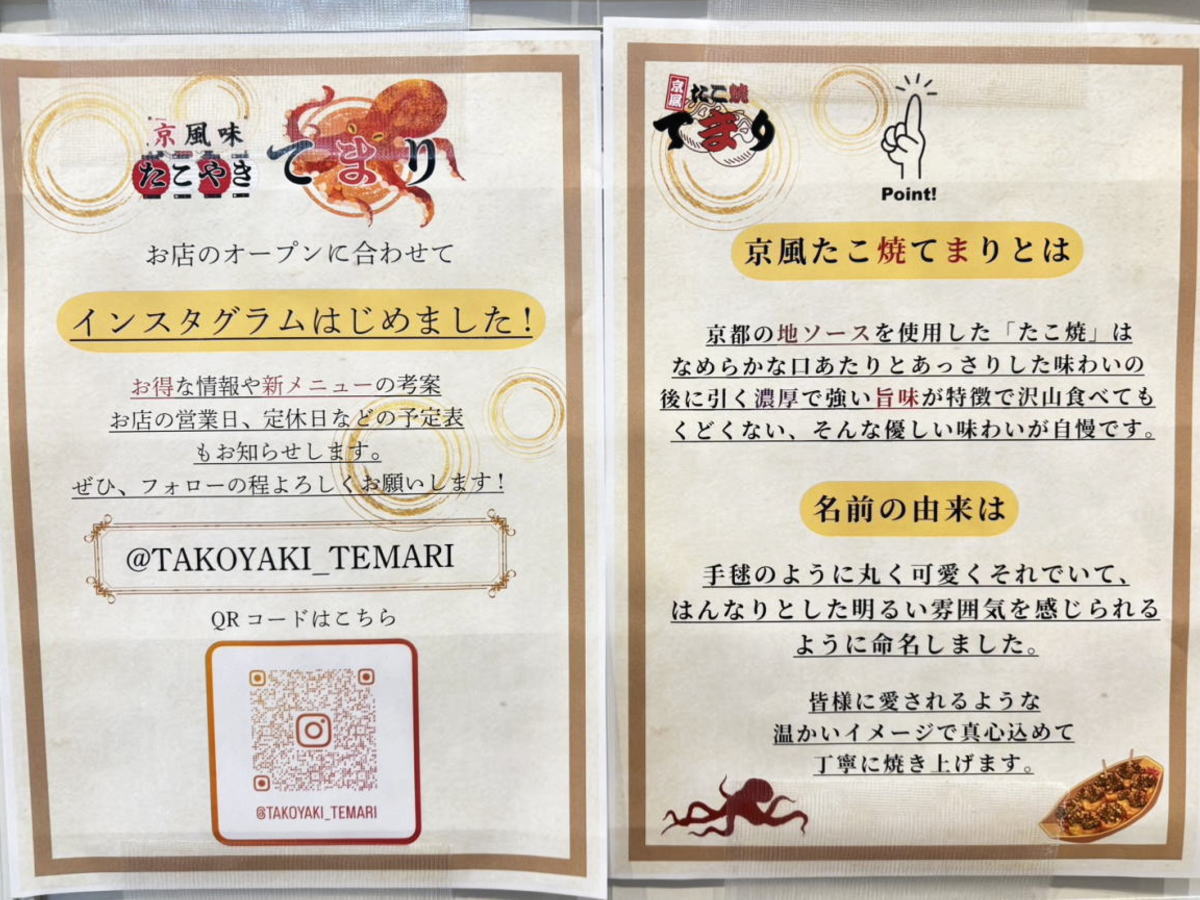 京風味
たこやき
てまり
お店のオープンに合わせて
インスタグラムはじめました!
お得な情報や新メニューの考案
お店の営業日、定休日などの予定表
もお知らせします。
ぜひ、フォローの程よろしくお願いします!
@TAKOYAKI_TEMARI
QRコードはこちら
@TAKOYAKI_TEMARI
京風
たこ焼
てまり
Point!
京風たこ焼てまりとは
京都の地ソースを使用した「たこ焼」は
なめらかな口あたりとあっさりした味わいの
後に引く濃厚で強い旨味が特徴で沢山食べても
くどくない、そんな優しい味わいが自慢です。
名前の由来は
手毬のように丸く可愛くそれでいて、
はんなりとした明るい雰囲気を感じられる
ように命名しました。
皆様に愛されるような
温かいイメージで真心込めて
丁寧に焼き上げます。